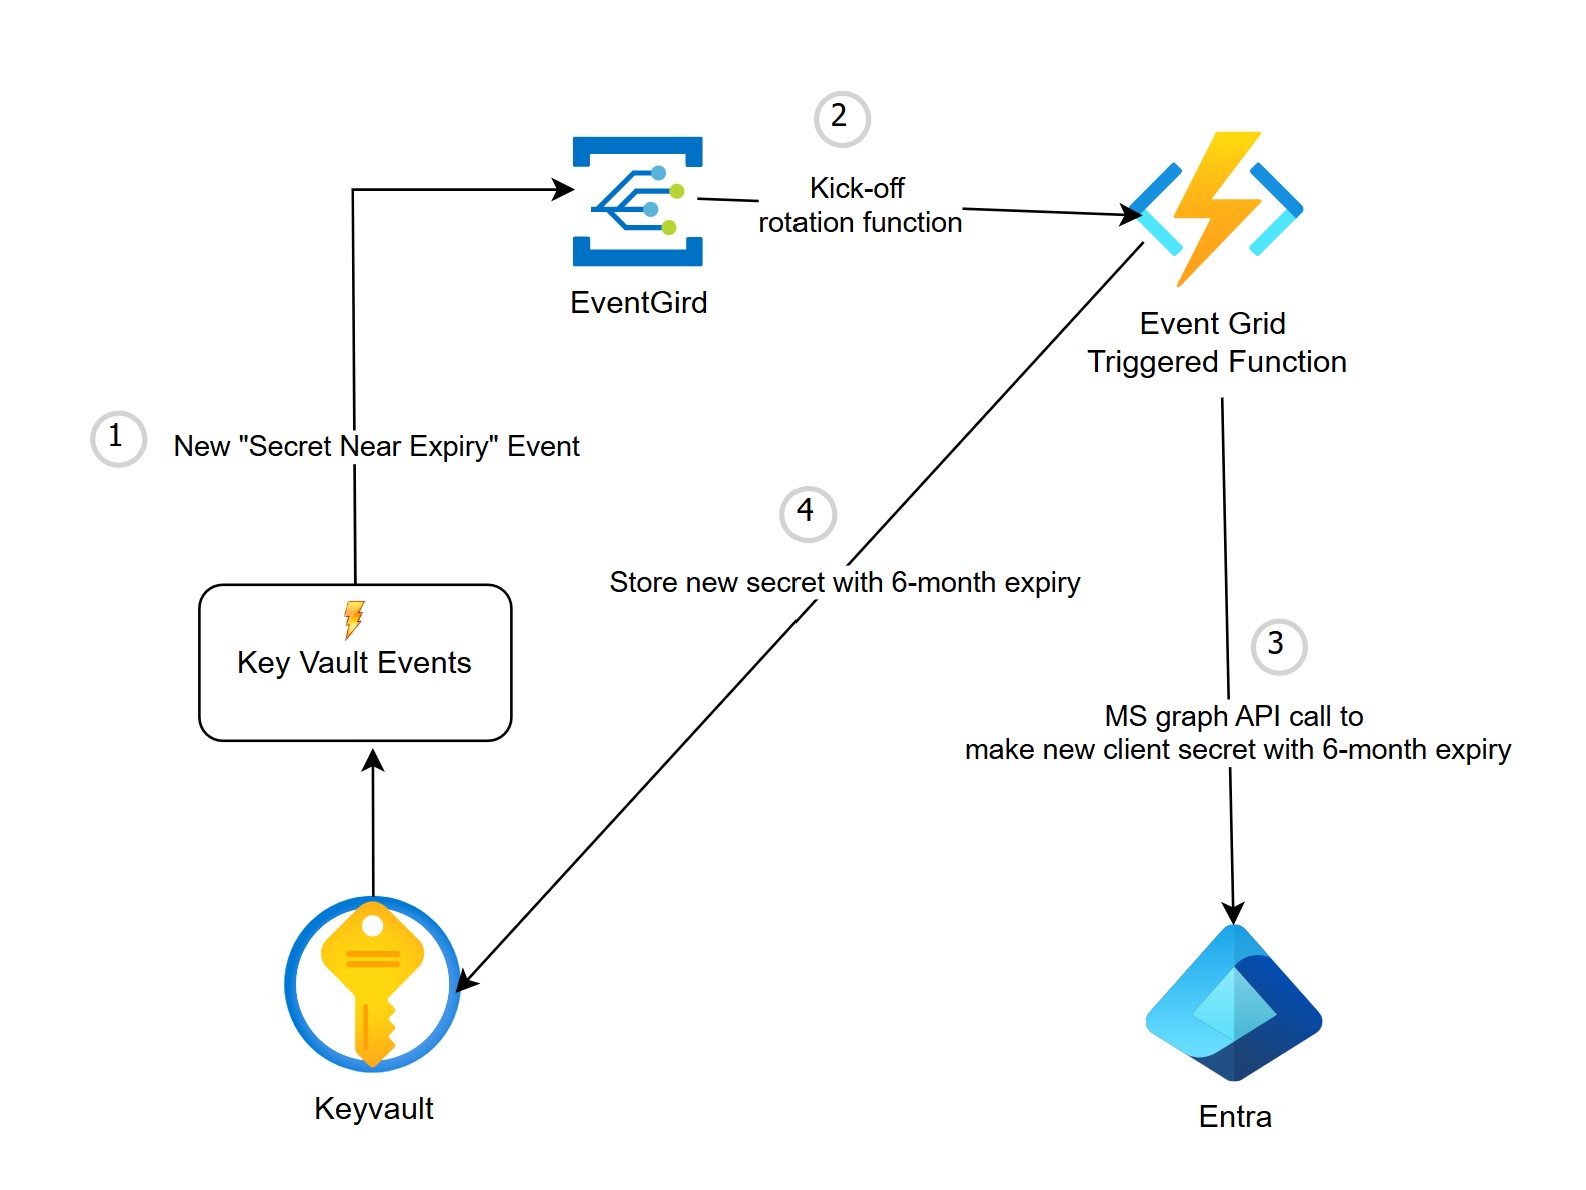 1
New "Secret Near Expiry" Event
EventGird
2
Kick-off
rotation function
Event Grid
Triggered Function
3
MS graph API call to
make new client secret with 6-month expiry
4
Store new secret with 6-month expiry
Key Vault Events
Keyvault
Entra